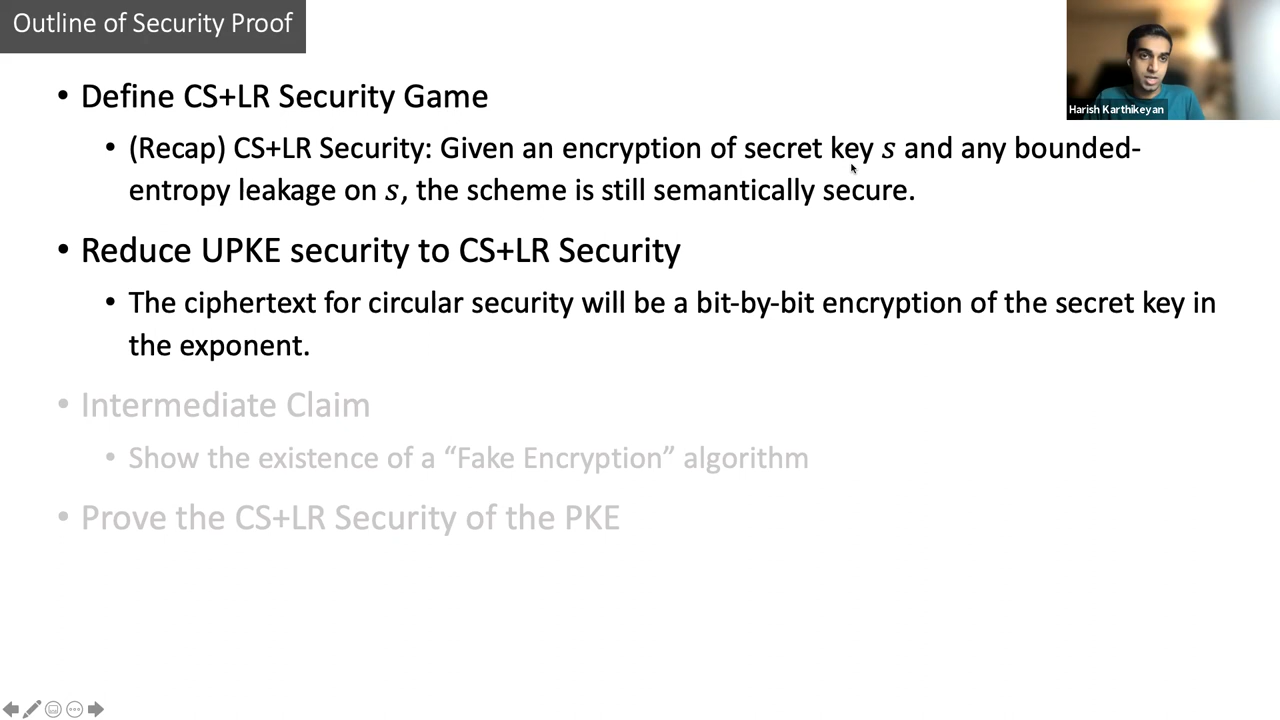 Outline of Security Proof
Harish Karthikeyan
• Define CS+LR Security Game
• (Recap) CS+LR Security: Given an encryption of secret key s and any bounded-
entropy leakage on s, the scheme is still semantically secure.
• Reduce UPKE security to CS+LR Security
• The ciphertext for circular security will be a bit-by-bit encryption of the secret key in
the exponent.
• Intermediate Claim
• Show the existence of a “Fake Encryption” algorithm
• Prove the CS+LR Security of the PKE